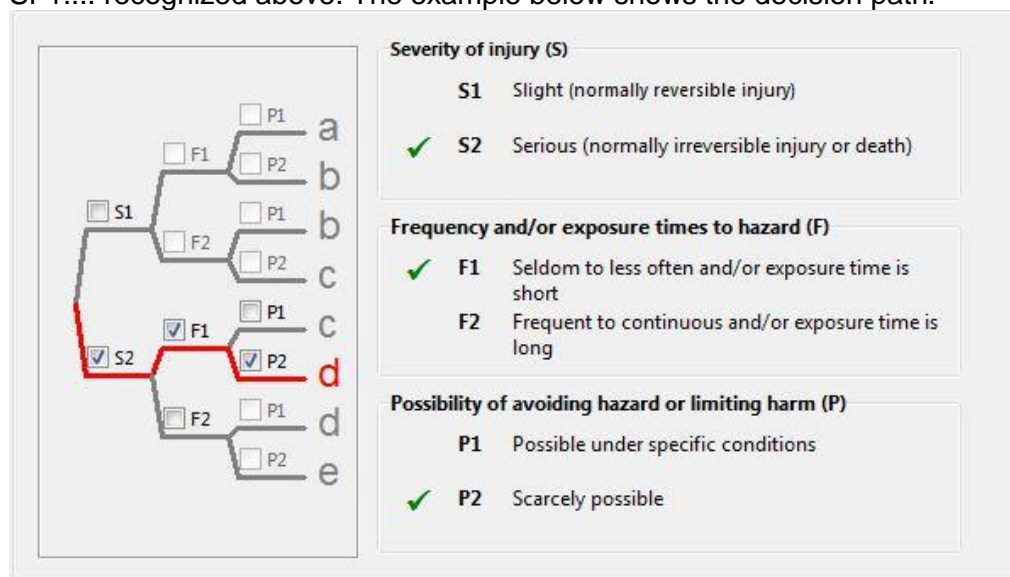 recognized above. The example below shows the decision path.
P1
a
F1
P2
b
S1
P1
b
F2
P2
c
P1
c
F1
S2
P2
d
F2
P1
d
P2
e
Severity of injury (S)
S1 Slight (normally reversible injury)
S2 Serious (normally irreversible injury or death)
Frequency and/or exposure times to hazard (F)
F1 Seldom to less often and/or exposure time is
short
F2 Frequent to continuous and/or exposure time is
long
Possibility of avoiding hazard or limiting harm (P)
P1 Possible under specific conditions
P2 Scarcely possible